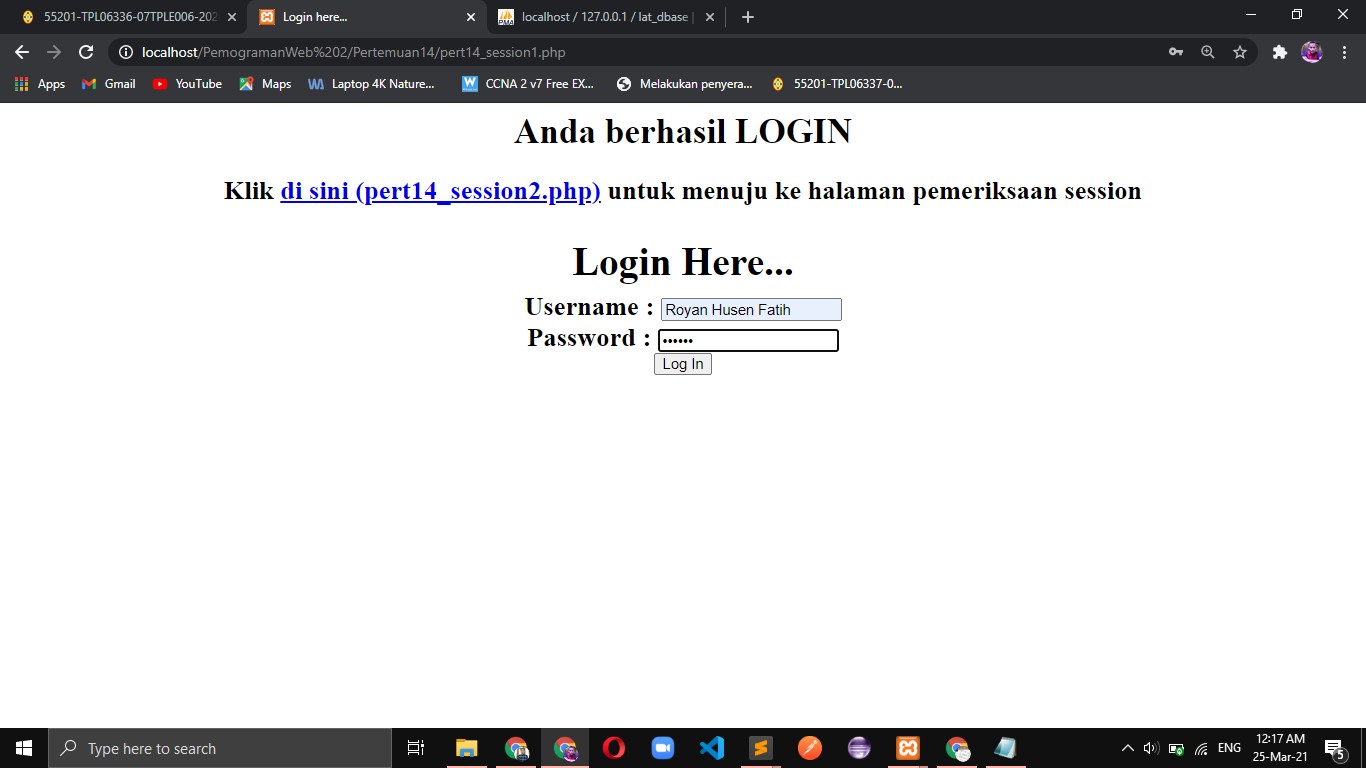 55201-TPL06336-07TPLE006-202
Login here...
localhost / 127.0.0.1 / lat_dbase |
localhost/PemogramanWeb%202/Pertemuan14/pert14_session1.php
Apps Gmail YouTube Maps Laptop 4K Nature... CCNA 2 v7 Free EX... Melakukan penyera... 55201-TPL06337-0...
Anda berhasil LOGIN
Klik di sini (pert14_session2.php) untuk menuju ke halaman pemeriksaan session
Login Here...
Username : Royan Husen Fatih
Password : ••••••
Log In
Type here to search
ENG
12:17 AM
25-Mar-21
5